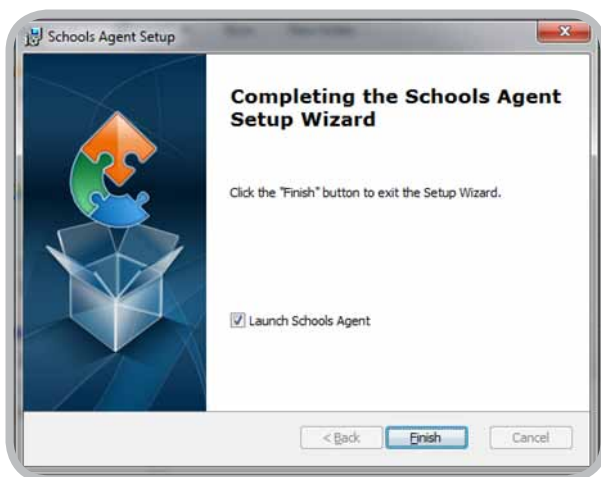 Schools Agent Setup
Completing the Schools Agent
Setup Wizard
Click the "Finish" button to exit the Setup Wizard.
Launch Schools Agent
< Back
Finish
Cancel